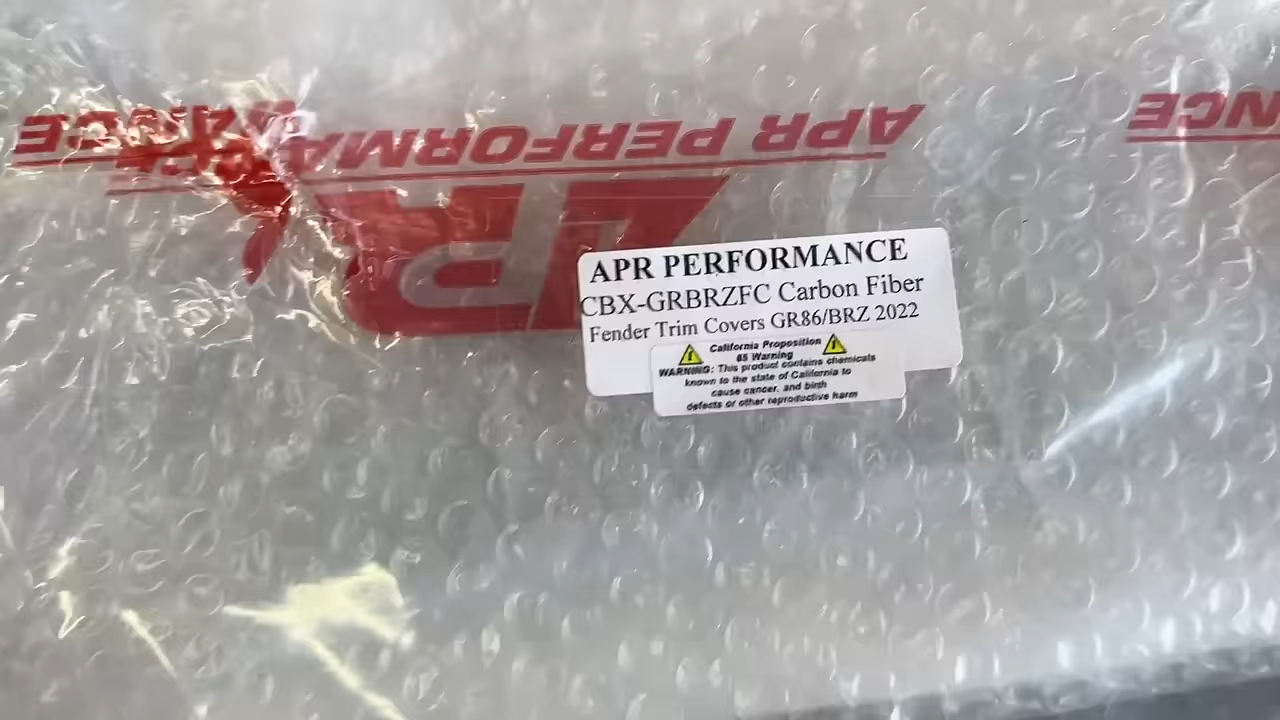 APR PERFORMANCE
NCE
APR
APR PERFORMANCE
CBX-GRBRZFC Carbon Fiber
Fender Trim Covers GR86/BRZ 2022
California Proposition
65 Warning
WARNING: This product contains chemicals
known to the state of California to
cause cancer, and birth
defects or other reproductive harm